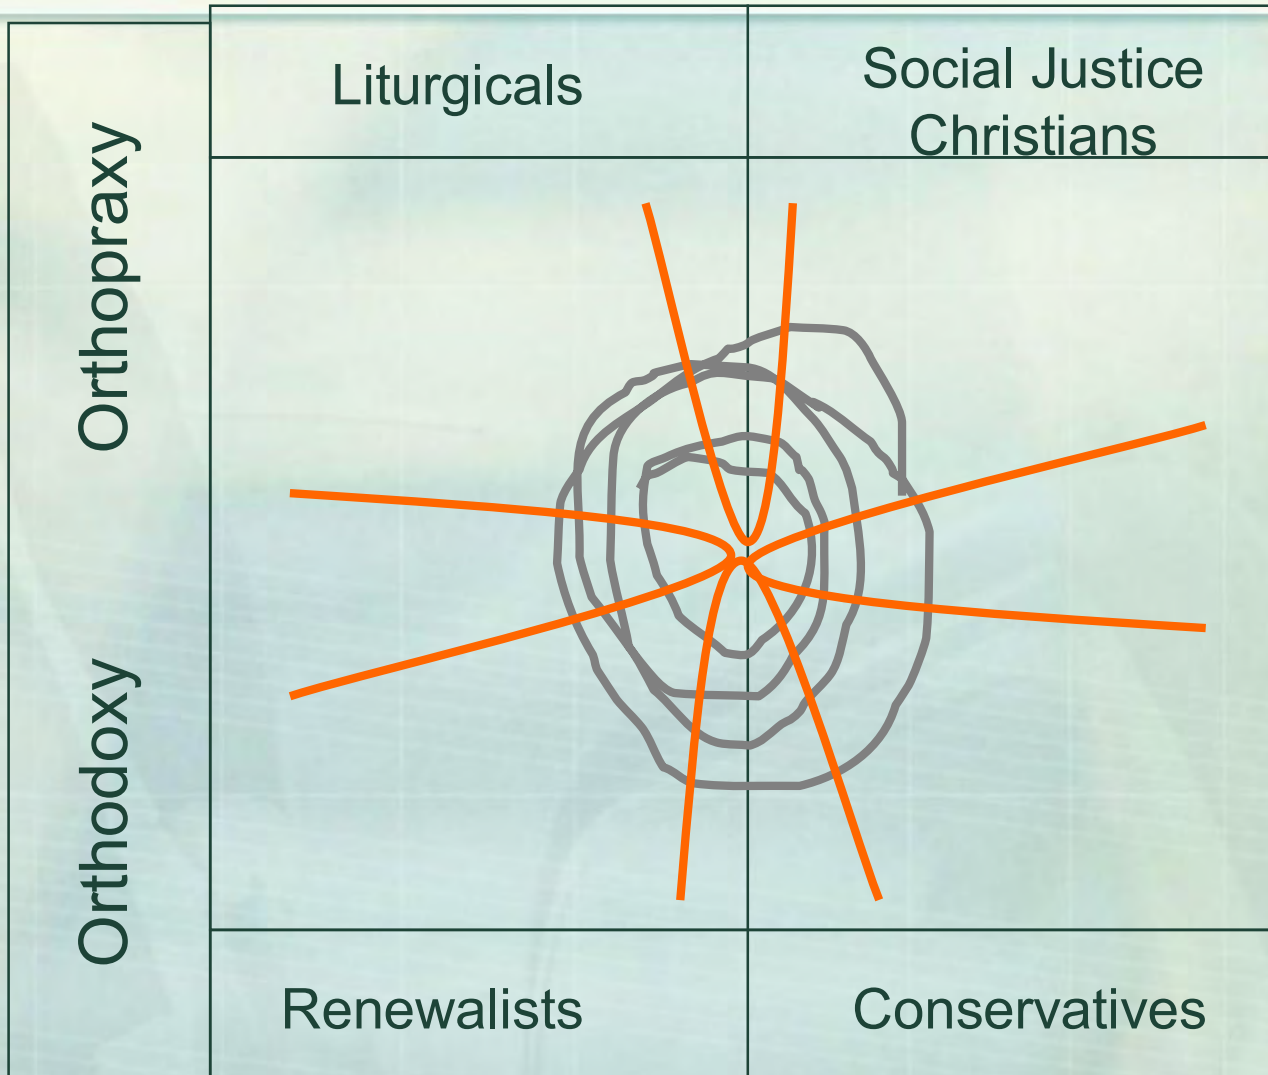 Liturgicals
Social Justice
Christians
Orthopraxy
Orthodoxy
Renewalists
Conservatives